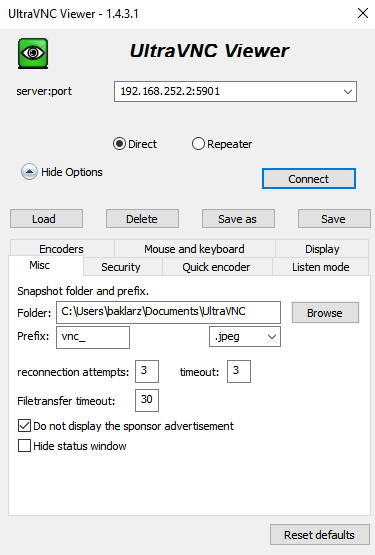 UltraVNC Viewer - 1.4.3.1
UltraVNC Viewer
server:port 192.168.252.2:5901
Direct Repeater
Hide Options Connect
Load Delete Save as Save
Encoders Mouse and keyboard Display
Misc Security Quick encoder Listen mode
Snapshot folder and prefix.
Folder: C:\Users\baklarz\Documents\UltraVNC Browse
Prefix: vnc_ .jpeg
reconnection attempts: 3 timeout: 3
Filetransfer timeout: 30
Do not display the sponsor advertisement
Hide status window
Reset defaults